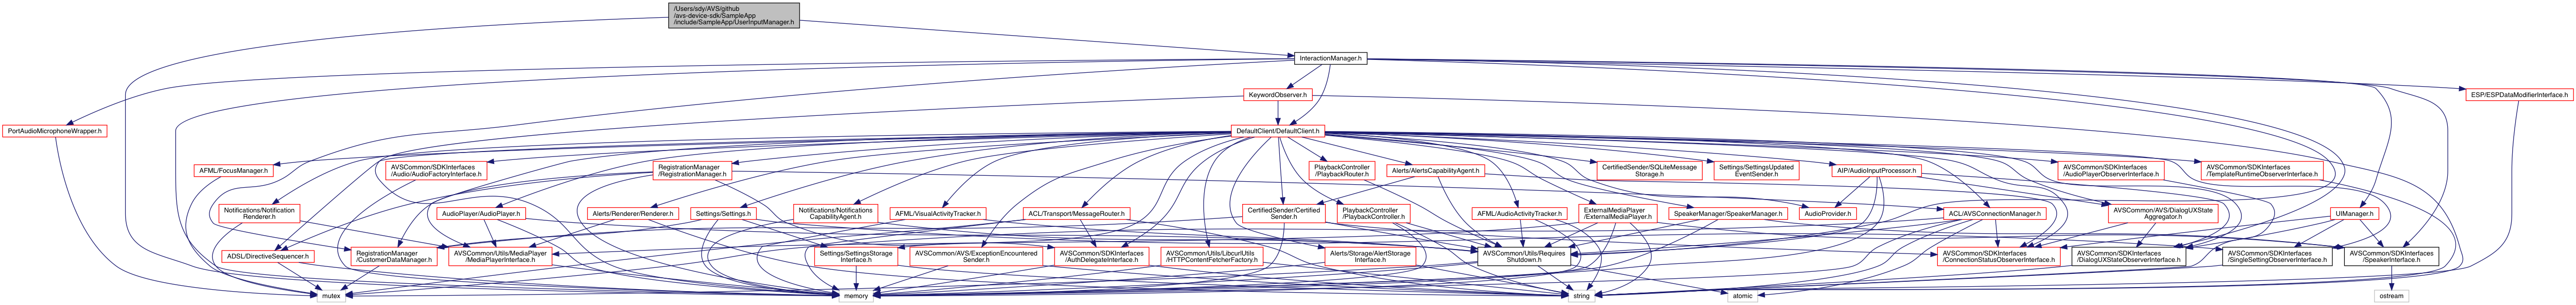 /Users/sdy/AVS/github
/avs-device-sdk/SampleApp
/include/SampleApp/UserInputManager.h
InteractionManager.h
KeywordObserver.h
ESP/ESPDataModifierInterface.h
PortAudioMicrophoneWrapper.h
DefaultClient/DefaultClient.h
AFML/FocusManager.h
AVSCommon/SDKInterfaces
/Audio/AudioFactoryInterface.h
RegistrationManager
/RegistrationManager.h
PlaybackController
/PlaybackRouter.h
Alerts/AlertsCapabilityAgent.h
CertifiedSender/SQLiteMessage
Storage.h
Settings/SettingsUpdated
EventSender.h
AIP/AudioInputProcessor.h
AVSCommon/SDKInterfaces
/AudioPlayerObserverInterface.h
AVSCommon/SDKInterfaces
/TemplateRuntimeObserverInterface.h
Notifications/Notification
Renderer.h
AudioPlayer/AudioPlayer.h
Alerts/Renderer/Renderer.h
Settings/Settings.h
Notifications/Notifications
CapabilityAgent.h
AFML/VisualActivityTracker.h
ACL/Transport/MessageRouter.h
CertifiedSender/Certified
Sender.h
PlaybackController
/PlaybackController.h
AFML/AudioActivityTracker.h
ExternalMediaPlayer
/ExternalMediaPlayer.h
SpeakerManager/SpeakerManager.h
AudioProvider.h
ACL/AVSConnectionManager.h
AVSCommon/AVS/DialogUXState
Aggregator.h
UIManager.h
ADSL/DirectiveSequencer.h
RegistrationManager
/CustomerDataManager.h
AVSCommon/Utils/MediaPlayer
/MediaPlayerInterface.h
Settings/SettingsStorage
Interface.h
AVSCommon/AVS/ExceptionEncountered
Sender.h
AVSCommon/SDKInterfaces
/AuthDelegateInterface.h
AVSCommon/Utils/LibcurlUtils
/HTTPContentFetcherFactory.h
Alerts/Storage/AlertStorage
Interface.h
AVSCommon/Utils/Requires
Shutdown.h
AVSCommon/SDKInterfaces
/ConnectionStatusObserverInterface.h
AVSCommon/SDKInterfaces
/DialogUXStateObserverInterface.h
AVSCommon/SDKInterfaces
/SingleSettingObserverInterface.h
AVSCommon/SDKInterfaces
/SpeakerInterface.h
mutex
memory
string
atomic
ostream